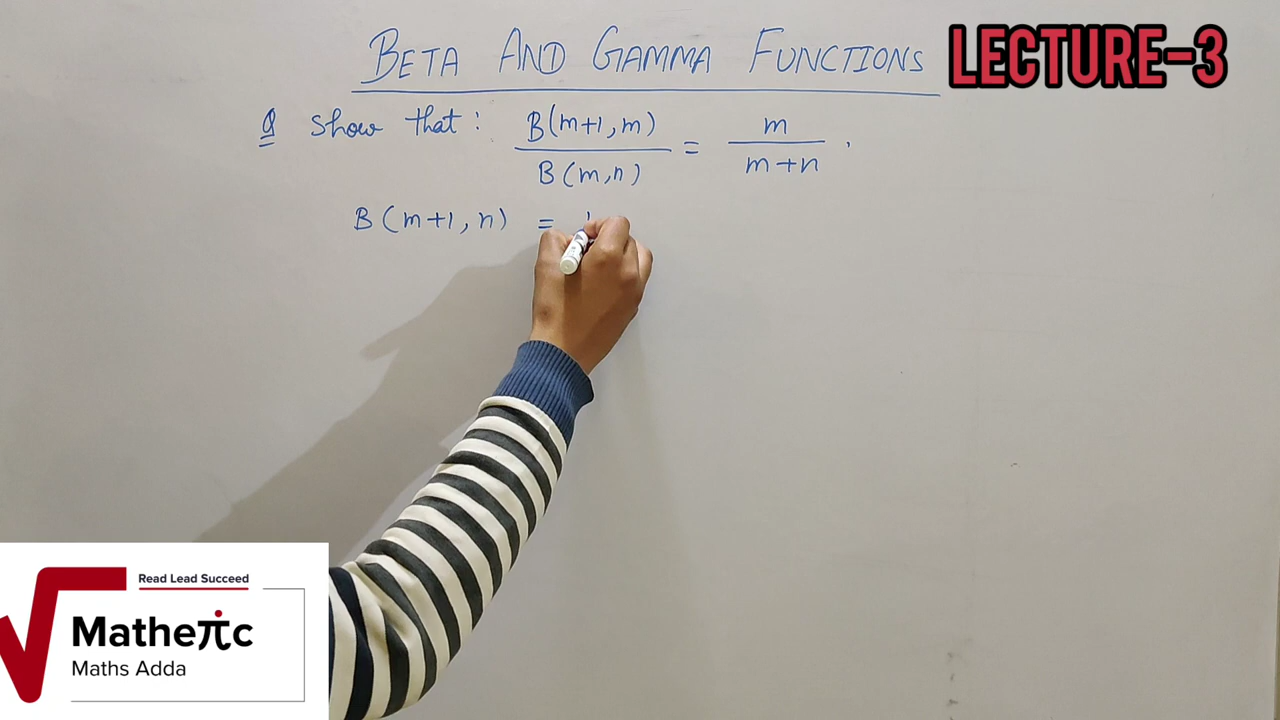 BETA AND GAMMA FUNCTIONS
LECTURE-3
Q Show that : B(m+1,m) / B(m,n) = m / m+n .
B(m+1, n) =
Read Lead Succeed
Matheπc
Maths Adda